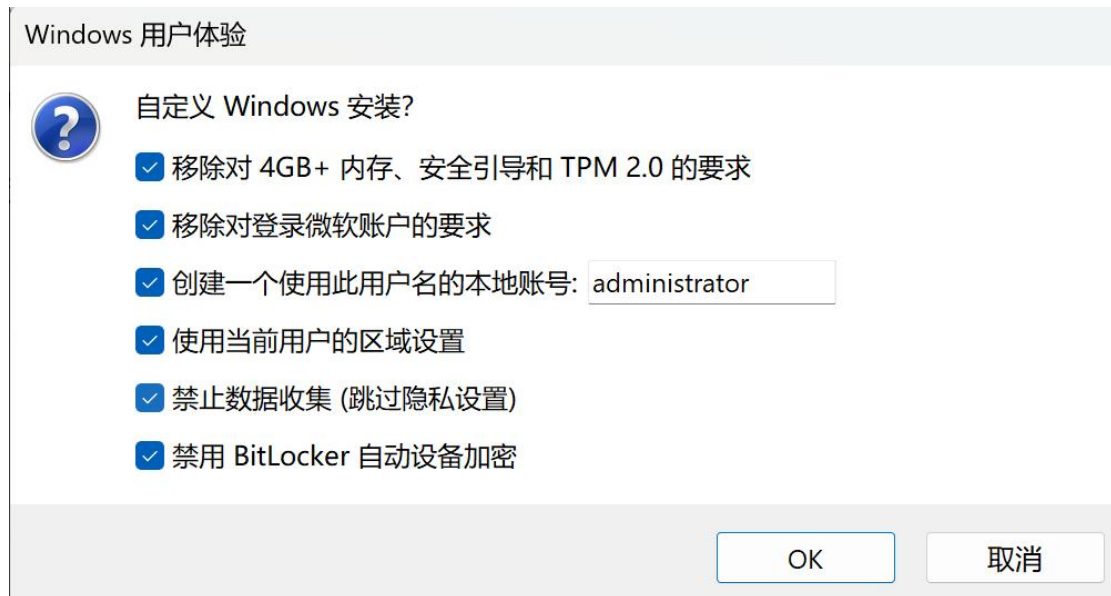 Windows 用户体验
自定义 Windows 安装?
移除对 4GB+ 内存、安全引导和 TPM 2.0 的要求
移除对登录微软账户的要求
创建一个使用此用户名的本地账号: administrator
使用当前用户的区域设置
禁止数据收集 (跳过隐私设置)
禁用 BitLocker 自动设备加密
OK 取消